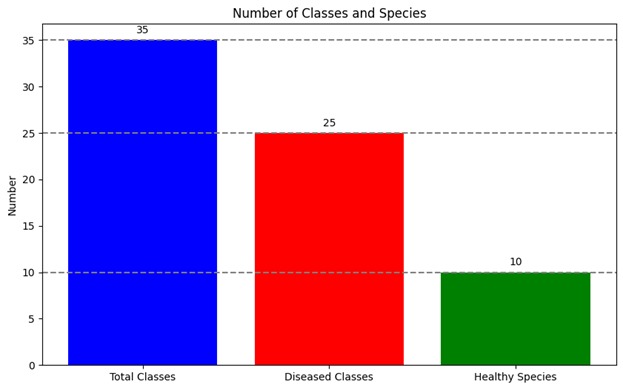 Number of Classes and Species
35
25
10
Number
35
30
25
20
15
10
5
0
Total Classes
Diseased Classes
Healthy Species